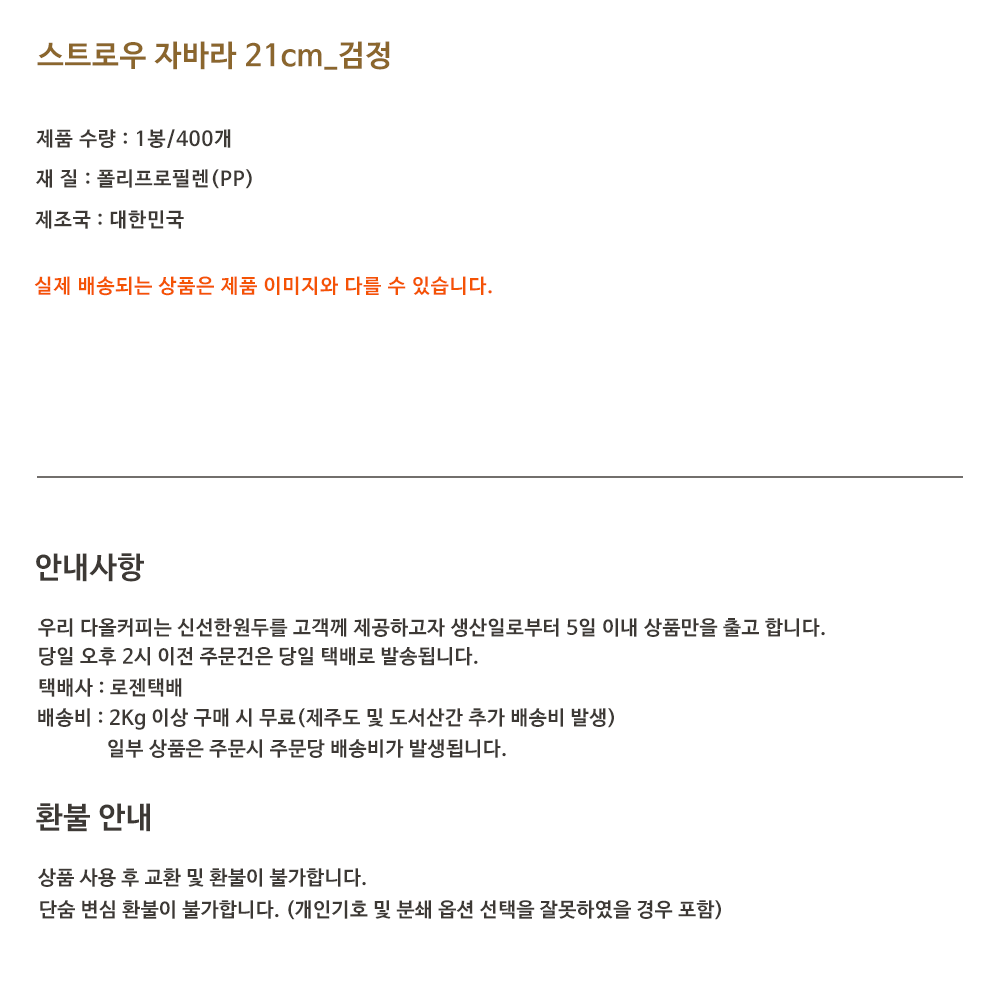 스트로우 자바라 21cm_검정
제품 수량 : 1봉/400개
재 질 : 폴리프로필렌(PP)
제조국 : 대한민국
실제 배송되는 상품은 제품 이미지와 다를 수 있습니다.
안내사항
우리 다올커피는 신선한원두를 고객께 제공하고자 생산일로부터 5일 이내 상품만을 출고 합니다.
당일 오후 2시 이전 주문건은 당일 택배로 발송됩니다.
택배사 : 로젠택배
배송비 : 2Kg 이상 구매 시 무료(제주도 및 도서산간 추가 배송비 발생)
일부 상품은 주문시 주문당 배송비가 발생됩니다.
환불 안내
상품 사용 후 교환 및 환불이 불가합니다.
단숨 변심 환불이 불가합니다. (개인기호 및 분쇄 옵션 선택을 잘못하였을 경우 포함)